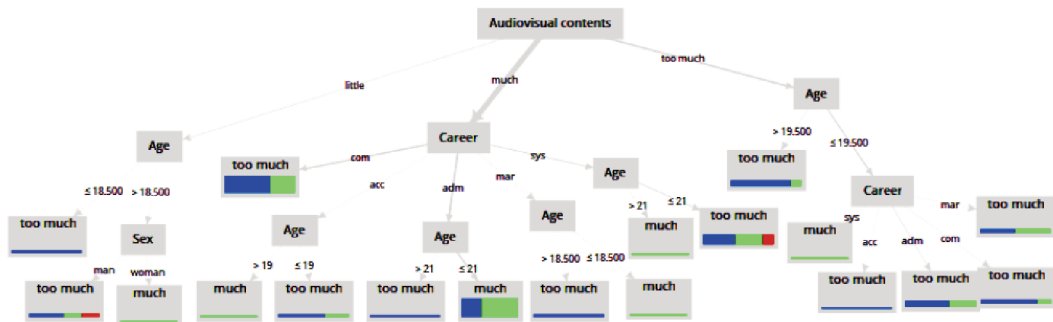 Audiovisual contents
little
much
too much
Age
Career
Age
> 19.500
≤ 19.500
com
acc
adm
mar
sys
too much
Age
too much
Career
≤ 18.500
> 18.500
> 21
≤ 21
mar
too much
Sex
Age
Age
Age
much
too much
much
sys
acc
adm
com
too much
man
woman
> 19
≤ 19
> 21
≤ 21
> 18.500
≤ 18.500
too much
much
much
too much
too much
much
too much
much
too much
too much
too much